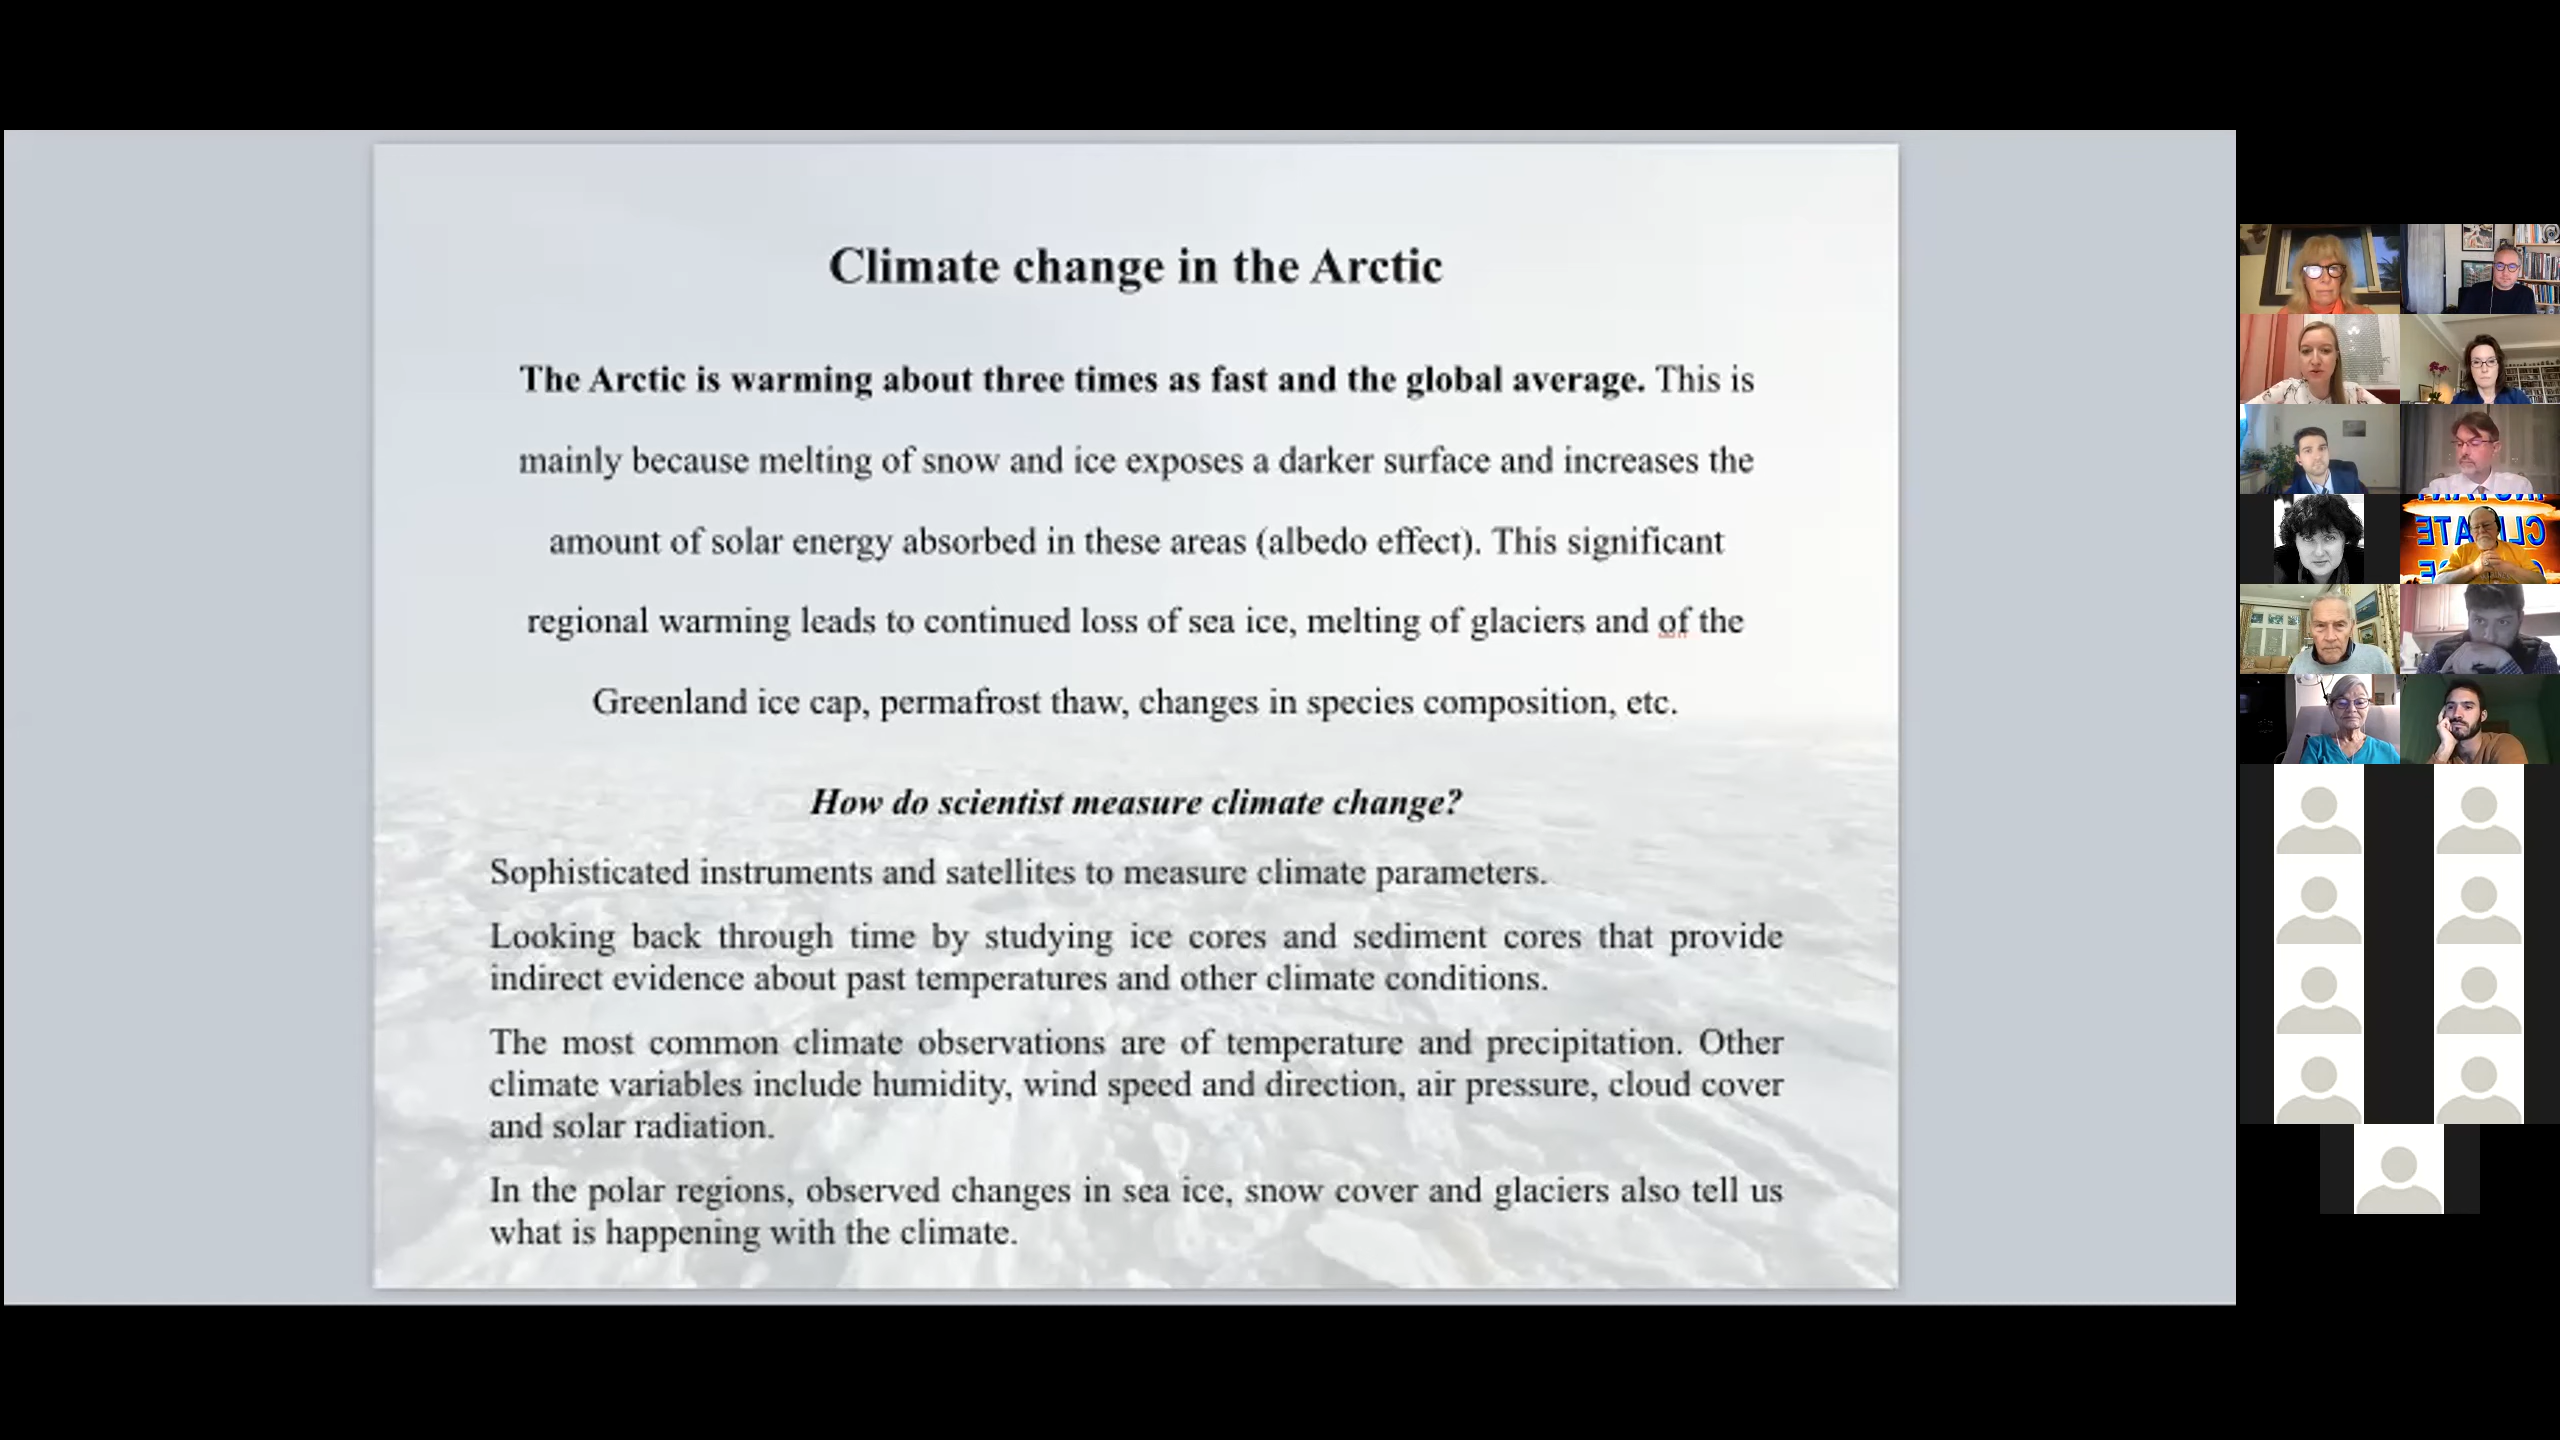 Climate change in the Arctic
The Arctic is warming about three times as fast and the global average. This is
mainly because melting of snow and ice exposes a darker surface and increases the
amount of solar energy absorbed in these areas (albedo effect). This significant
regional warming leads to continued loss of sea ice, melting of glaciers and of the
Greenland ice cap, permafrost thaw, changes in species composition, etc.
How do scientist measure climate change?
Sophisticated instruments and satellites to measure climate parameters.
Looking back through time by studying ice cores and sediment cores that provide
indirect evidence about past temperatures and other climate conditions.
The most common climate observations are of temperature and precipitation. Other
climate variables include humidity, wind speed and direction, air pressure, cloud cover
and solar radiation.
In the polar regions, observed changes in sea ice, snow cover and glaciers also tell us
what is happening with the climate.